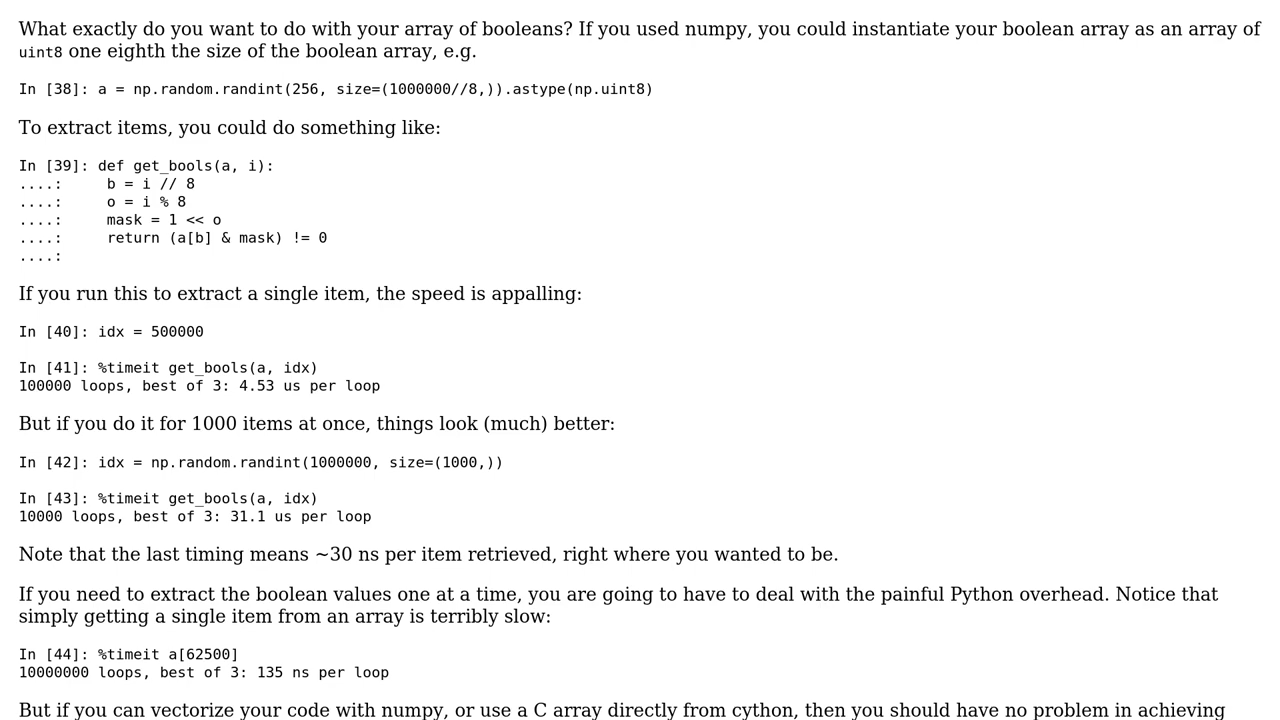 What exactly do you want to do with your array of booleans? If you used numpy, you could instantiate your boolean array as an array of
uint8 one eighth the size of the boolean array, e.g.
In [38]: a = np.random.randint(256, size=(1000000//8,)).astype(np.uint8)
To extract items, you could do something like:
In [39]: def get_bools(a, i):
....:     b = i // 8
....:     o = i % 8
....:     mask = 1 << o
....:     return (a[b] & mask) != 0
....:
If you run this to extract a single item, the speed is appalling:
In [40]: idx = 500000
In [41]: %timeit get_bools(a, idx)
100000 loops, best of 3: 4.53 us per loop
But if you do it for 1000 items at once, things look (much) better:
In [42]: idx = np.random.randint(1000000, size=(1000,))
In [43]: %timeit get_bools(a, idx)
10000 loops, best of 3: 31.1 us per loop
Note that the last timing means ~30 ns per item retrieved, right where you wanted to be.
If you need to extract the boolean values one at a time, you are going to have to deal with the painful Python overhead. Notice that
simply getting a single item from an array is terribly slow:
In [44]: %timeit a[62500]
10000000 loops, best of 3: 135 ns per loop
But if you can vectorize your code with numpy, or use a C array directly from cython, then you should have no problem in achieving